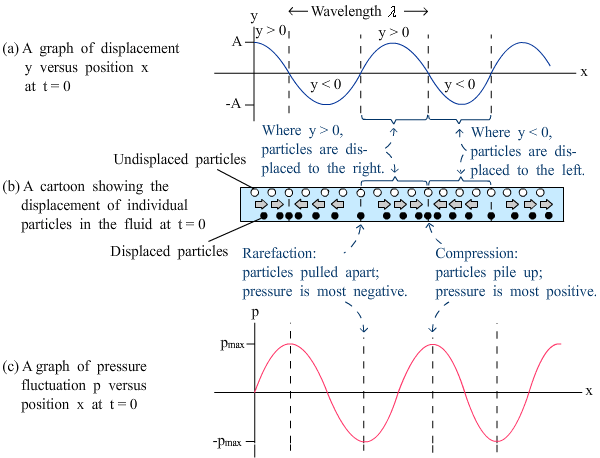 y
Wavelength λ
y > 0
y > 0
(a) A graph of displacement
y versus position x
at t = 0
A
x
y < 0
y < 0
-A
Where y > 0,
particles are dis-
placed to the right.
Where y < 0,
particles are dis-
placed to the left.
Undisplaced particles
(b) A cartoon showing the
displacement of individual
particles in the fluid at t = 0
Displaced particles
Rarefaction:
particles pulled apart;
pressure is most negative.
Compression:
particles pile up;
pressure is most positive.
p
pmax
(c) A graph of pressure
fluctuation p versus
position x at t = 0
x
-pmax